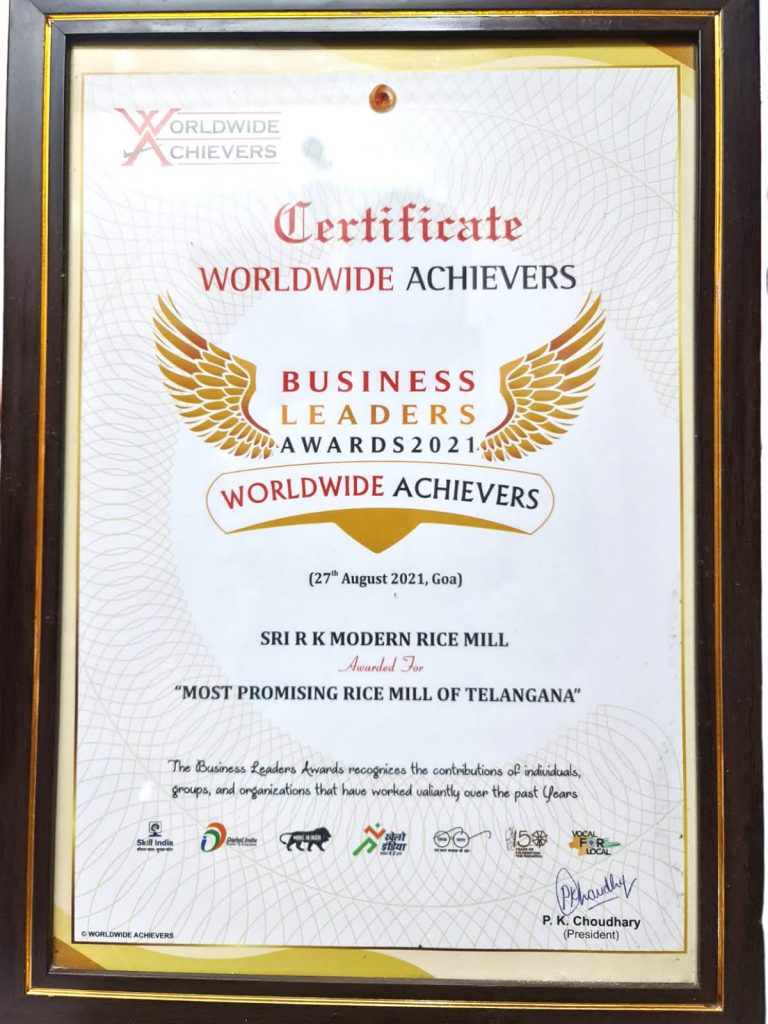 WORLDWIDE
ACHIEVERS
Certificate
WORLDWIDE ACHIEVERS
BUSINESS
LEADERS
AWARDS2021
WORLDWIDE ACHIEVERS
(27th August 2021, Goa)
SRI R K MODERN RICE MILL
Awarded For
“MOST PROMISING RICE MILL OF TELANGANA”
The Business Leaders Awards recognizes the contributions of individuals,
groups, and organizations that have worked valiantly over the past Years
Skill India
Digital India
MAKE IN INDIA
खेलो
इंडिया
150
VOCAL
FOR
LOCAL
PKhaudhy
P. K. Choudhary
(President)
© WORLDWIDE ACHIEVERS